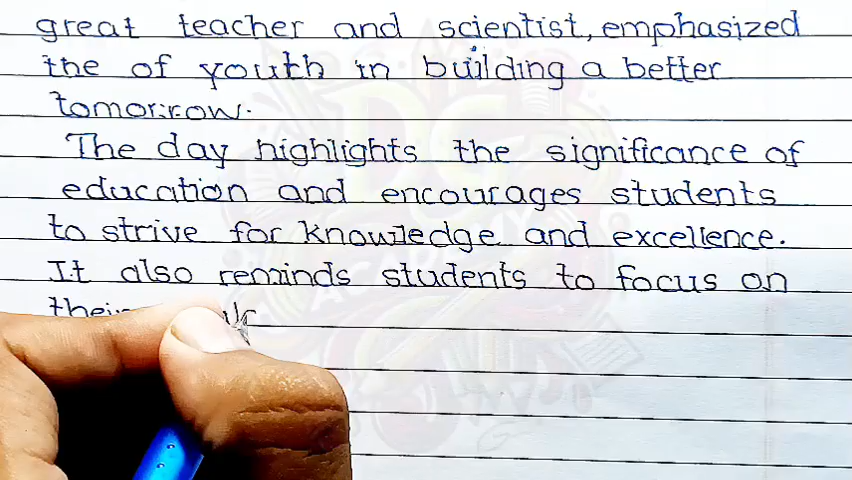 great teacher and scientist, emphasized
the of youth in building a better
tomorrow.
The day highlights the significance of
education and encourages students
to strive for knowledge and excellence.
It also reminds students to focus on